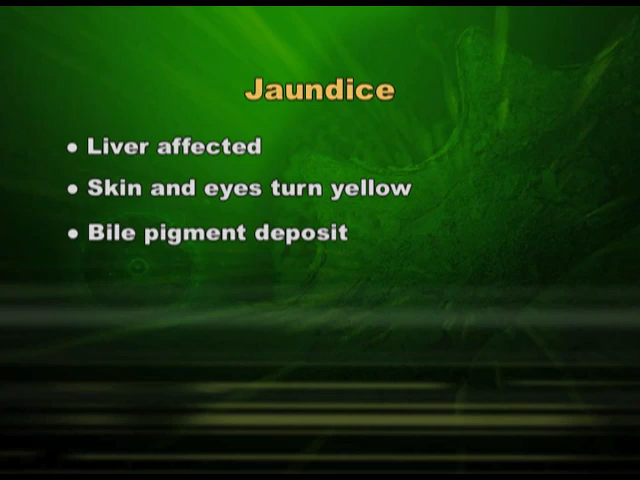 Jaundice
● Liver affected
● Skin and eyes turn yellow
● Bile pigment deposit